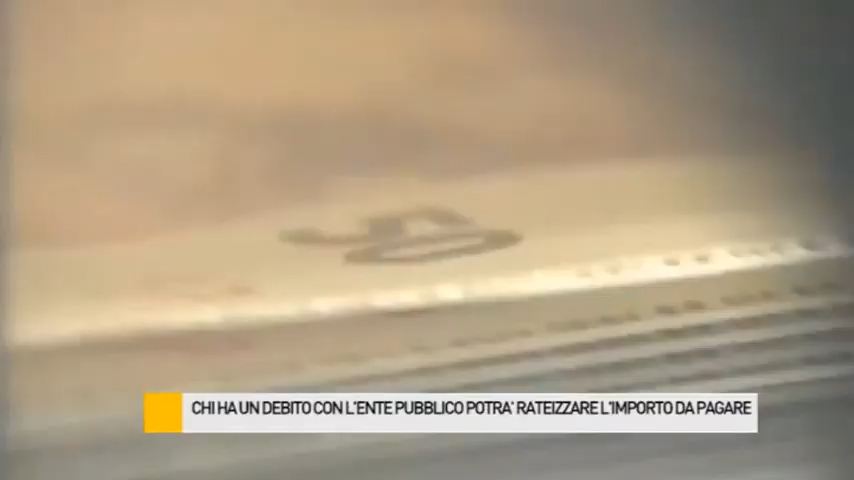 CHI HA UN DEBITO CON L'ENTE PUBBLICO POTRA' RATEIZZARE L'IMPORTO DA PAGARE